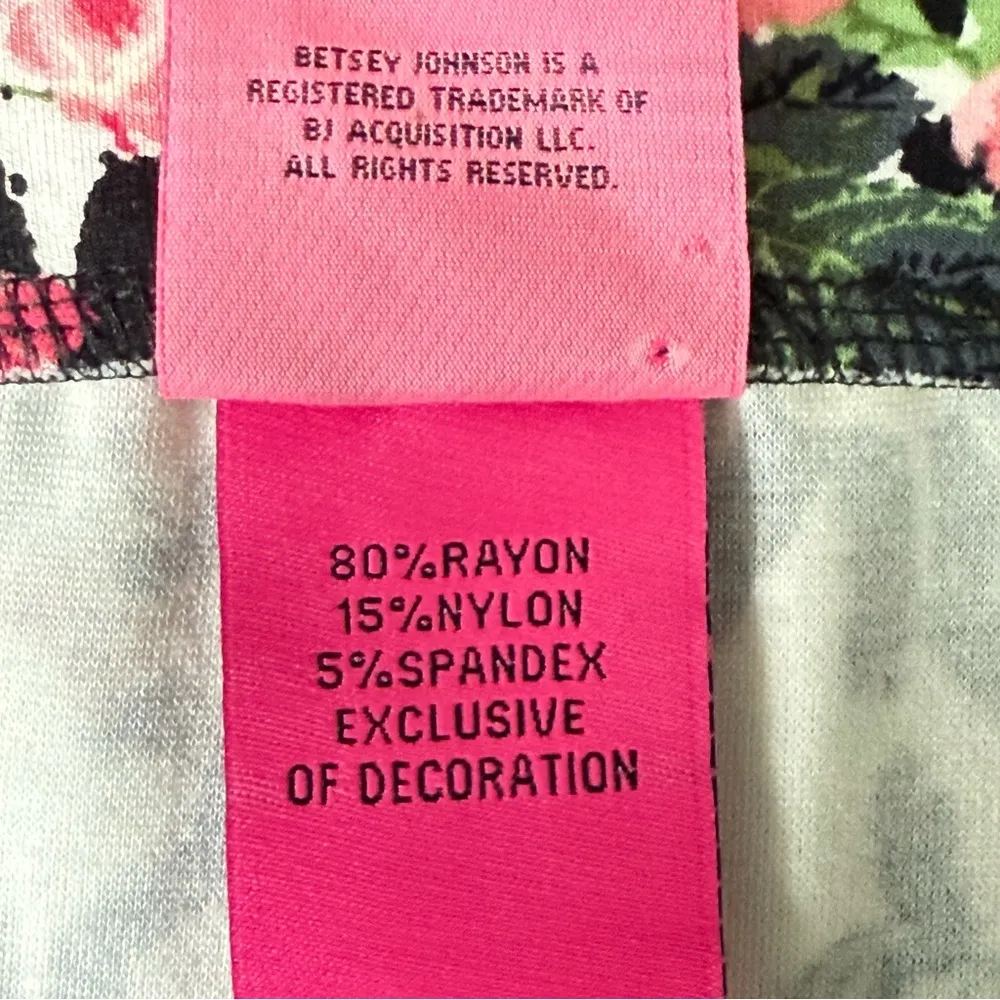 BETSEY JOHNSON IS A
REGISTERED TRADEMARK OF
BJ ACQUISITION LLC.
ALL RIGHTS RESERVED.
80%RAYON
15%NYLON
5%SPANDEX
EXCLUSIVE
OF DECORATION